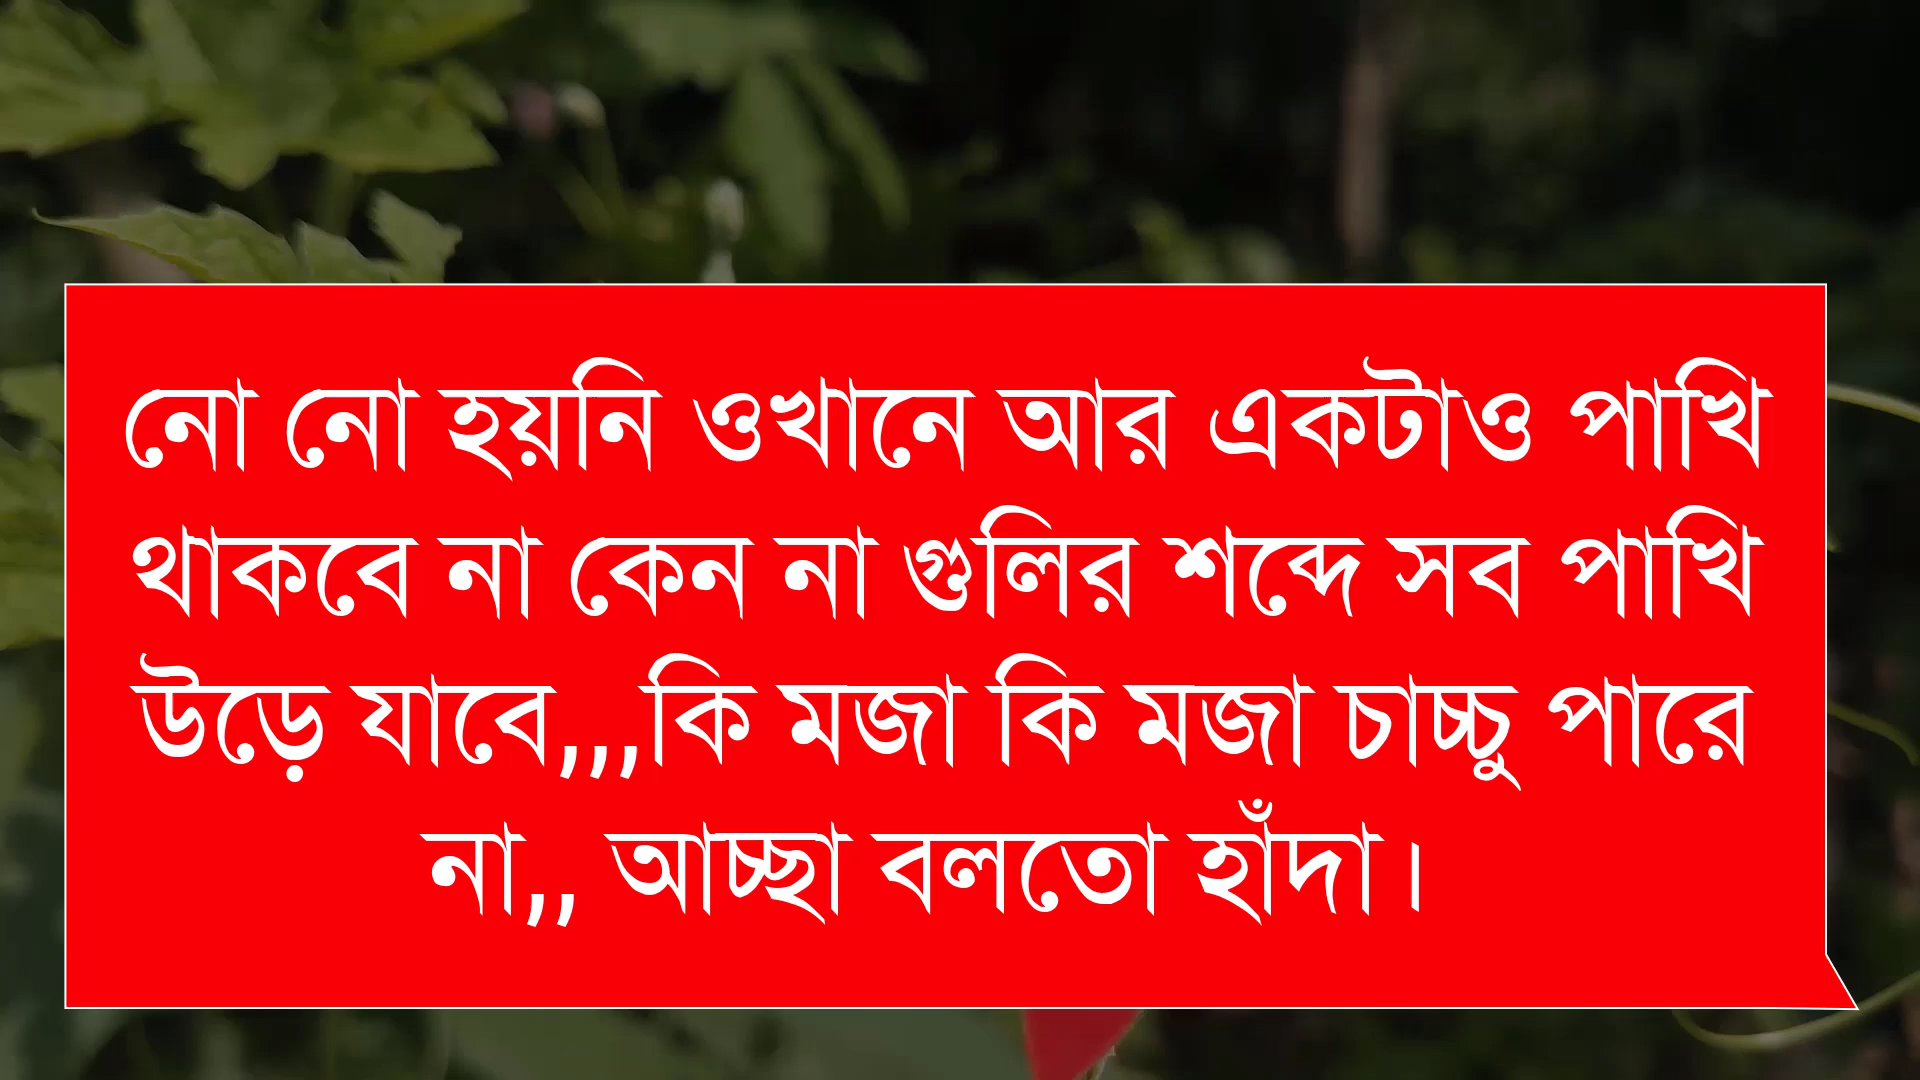 নো নো হয়নি ওখানে আর একটাও পাখি
থাকবে না কেন না গুলির শব্দে সব পাখি
উড়ে যাবে,,,কি মজা কি মজা চাচ্চু পারে
না,, আচ্ছা বলতো হাঁদা।